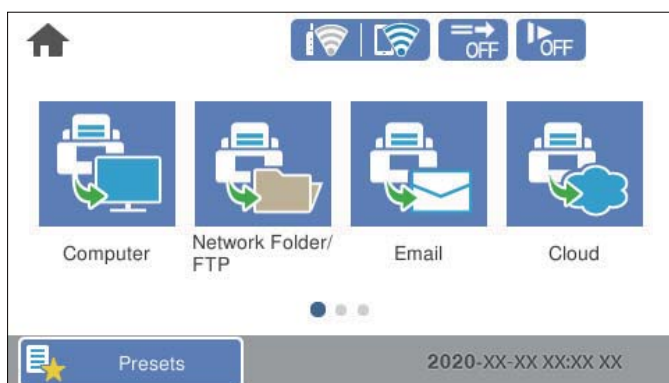 OFF
OFF
Computer
Network Folder/
FTP
Email
Cloud
Presets
2020-XX-XX XX:XX XX